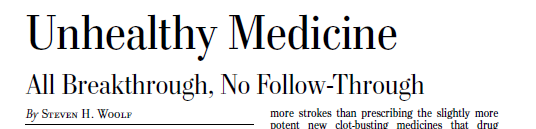 Unhealthy Medicine
All Breakthrough, No Follow-Through
By STEVEN H. WOOLF
more strokes than prescribing the slightly more
potent new clot-busting medicines that drug